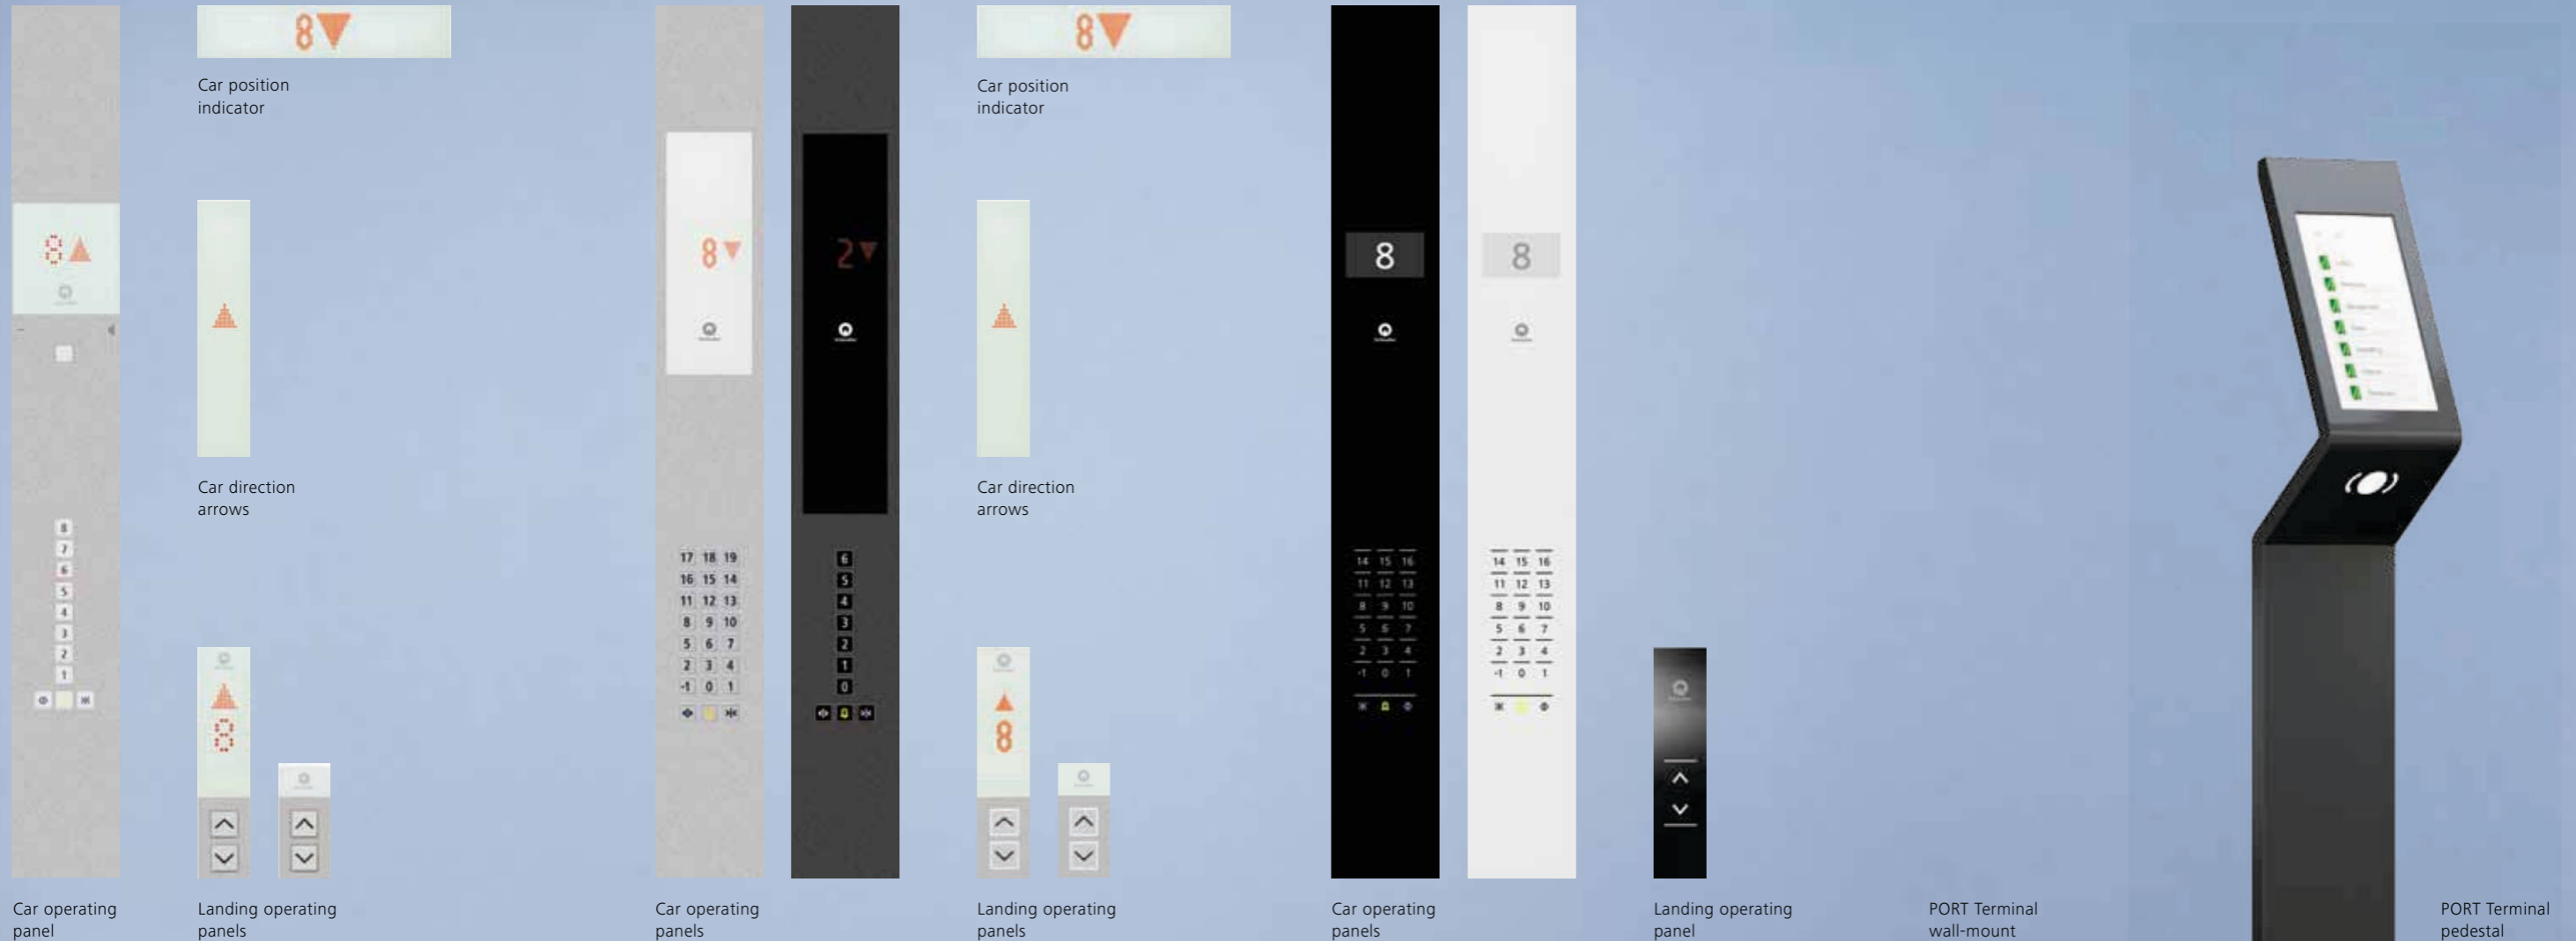 8
Car position
indicator
8
Car direction
arrows
8
8
7
6
5
4
3
2
1
Car operating
panel
Landing operating
panels
8
17 18 19
16 15 14
11 12 13
8 9 10
5 6 7
2 3 4
-1 0 1
2
6
5
4
3
2
1
0
Car operating
panels
8
Car position
indicator
Car direction
arrows
8
Landing operating
panels
8
14 15 16
11 12 13
8 9 10
5 6 7
2 3 4
-1 0 1
8
14 15 16
11 12 13
8 9 10
5 6 7
2 3 4
-1 0 1
Car operating
panels
Landing operating
panel
PORT Terminal
wall-mount
PORT Terminal
pedestal